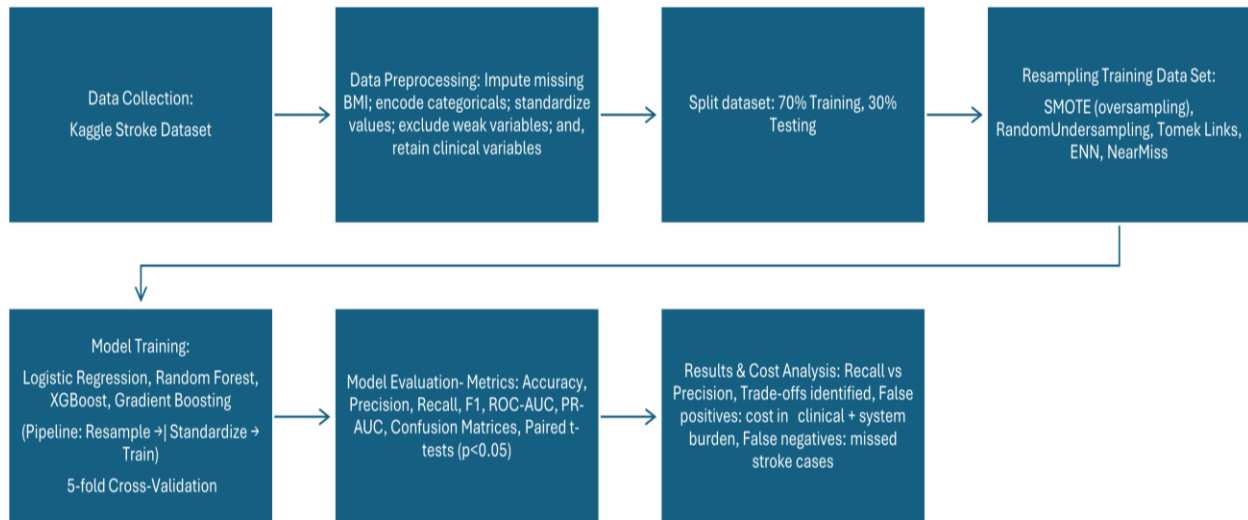 Data Collection:
Kaggle Stroke Dataset
Data Preprocessing: Impute missing
BMI; encode categoricals; standardize
values; exclude weak variables; and,
retain clinical variables
Split dataset: 70% Training, 30%
Testing
Resampling Training Data Set:
SMOTE (oversampling),
RandomUndersampling, Tomek Links,
ENN, NearMiss
Model Training:
Logistic Regression, Random Forest,
XGBoost, Gradient Boosting
(Pipeline: Resample →| Standardize →
Train)
5-fold Cross-Validation
Model Evaluation- Metrics: Accuracy,
Precision, Recall, F1, ROC-AUC, PR-
AUC, Confusion Matrices, Paired t-
tests (p<0.05)
Results & Cost Analysis: Recall vs
Precision, Trade-offs identified, False
positives: cost in clinical + system
burden, False negatives: missed
stroke cases